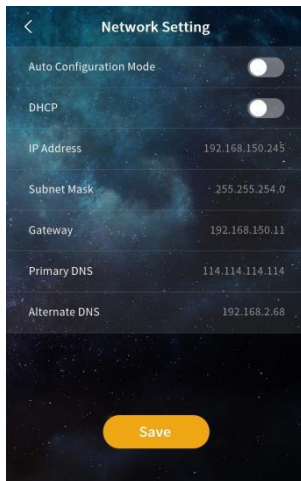 Network Setting
Auto Configuration Mode
DHCP
IP Address 192.168.150.245
Subnet Mask 255.255.254.0
Gateway 192.168.150.11
Primary DNS 114.114.114.114
Alternate DNS 192.168.2.68
Save